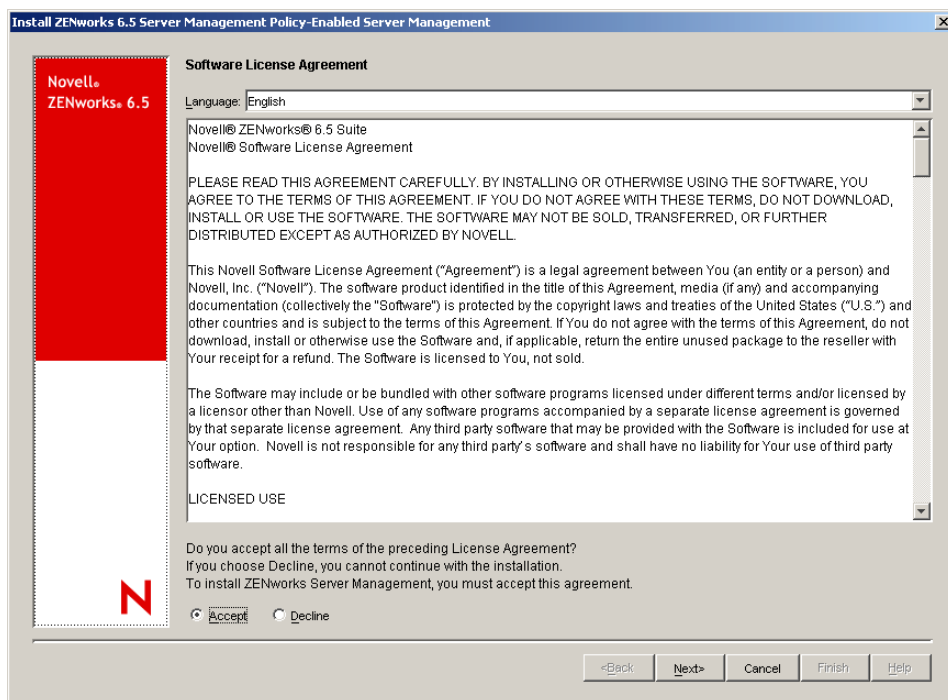 Install ZENworks 6.5 Server Management Policy-Enabled Server Management
Novell®
ZENworks® 6.5
Software License Agreement
Language: English
Novell® ZENworks® 6.5 Suite
Novell® Software License Agreement
PLEASE READ THIS AGREEMENT CAREFULLY. BY INSTALLING OR OTHERWISE USING THE SOFTWARE, YOU
AGREE TO THE TERMS OF THIS AGREEMENT. IF YOU DO NOT AGREE WITH THESE TERMS, DO NOT DOWNLOAD,
INSTALL OR USE THE SOFTWARE. THE SOFTWARE MAY NOT BE SOLD, TRANSFERRED, OR FURTHER
DISTRIBUTED EXCEPT AS AUTHORIZED BY NOVELL.
This Novell Software License Agreement (“Agreement”) is a legal agreement between You (an entity or a person) and
Novell, Inc. (“Novell”). The software product identified in the title of this Agreement, media (if any) and accompanying
documentation (collectively the "Software") is protected by the copyright laws and treaties of the United States (“U.S.”) and
other countries and is subject to the terms of this Agreement. If You do not agree with the terms of this Agreement, do not
download, install or otherwise use the Software and, if applicable, return the entire unused package to the reseller with
Your receipt for a refund. The Software is licensed to You, not sold.
The Software may include or be bundled with other software programs licensed under different terms and/or licensed by
a licensor other than Novell. Use of any software programs accompanied by a separate license agreement is governed
by that separate license agreement.  Any third party software that may be provided with the Software is included for use at
Your option.  Novell is not responsible for any third party's software and shall have no liability for Your use of third party
software.
LICENSED USE
Do you accept all the terms of the preceding License Agreement?
If you choose Decline, you cannot continue with the installation.
To install ZENworks Server Management, you must accept this agreement.
Accept Decline
N
<Back Next> Cancel Finish Help